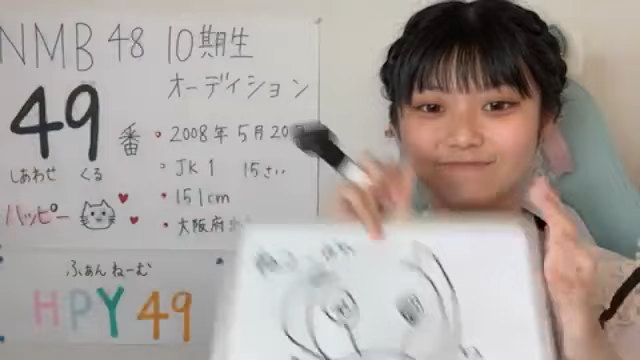 NMB48 10期生
オーディション
49番
しあわせ くる
ハッピー
2008年5月20
JK1 15さい
151cm
大阪府
ふぁんねーむ
HPY49